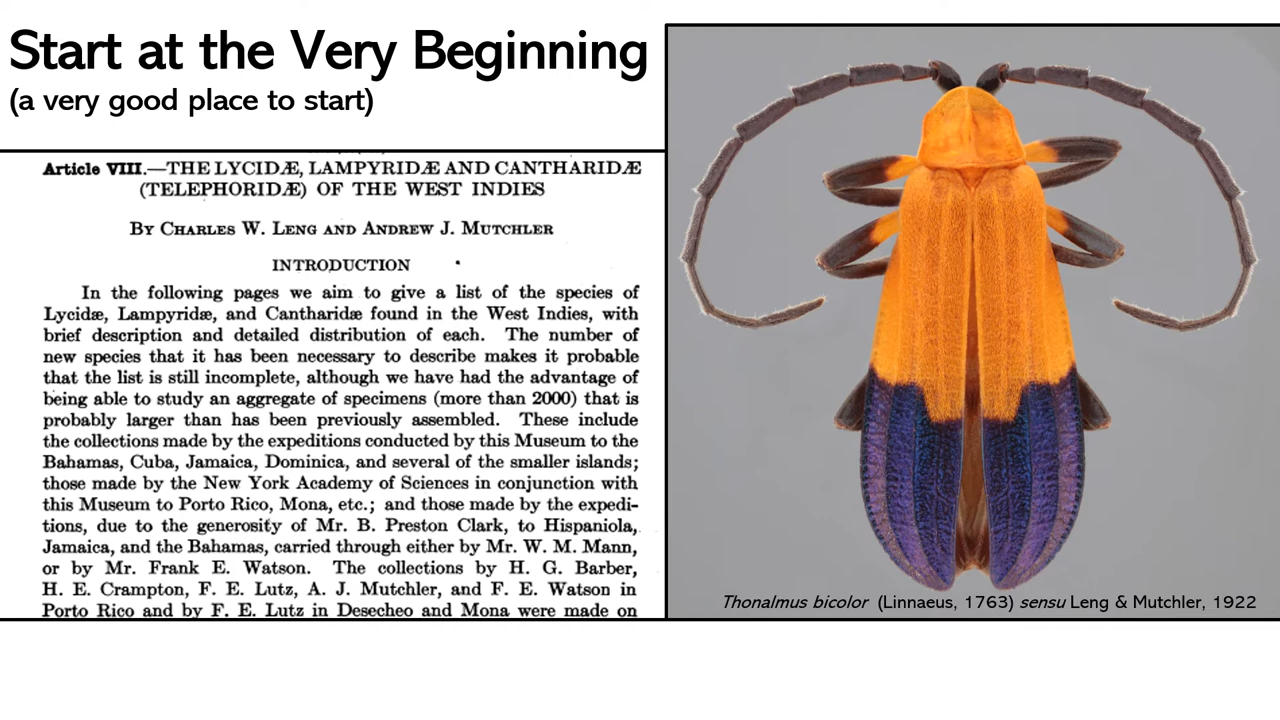 Start at the Very Beginning
(a very good place to start)
Article VIII.—THE LYCIDÆ, LAMPYRIDÆ AND CANTHARIDÆ
(TELEPHORIDÆ) OF THE WEST INDIES
By Charles W. Leng and Andrew J. Mutchler
INTRODUCTION
In the following pages we aim to give a list of the species of
Lycidæ, Lampyridæ, and Cantharidæ found in the West Indies, with
brief description and detailed distribution of each. The number of
new species that it has been necessary to describe makes it probable
that the list is still incomplete, although we have had the advantage of
being able to study an aggregate of specimens (more than 2000) that is
probably larger than has been previously assembled. These include
the collections made by the expeditions conducted by this Museum to the
Bahamas, Cuba, Jamaica, Dominica, and several of the smaller islands;
those made by the New York Academy of Sciences in conjunction with
this Museum to Porto Rico, Mona, etc.; and those made by the expedi-
tions, due to the generosity of Mr. B. Preston Clark, to Hispaniola,
Jamaica, and the Bahamas, carried through either by Mr. W. M. Mann,
or by Mr. Frank E. Watson. The collections by H. G. Barber,
H. E. Crampton, F. E. Lutz, A. J. Mutchler, and F. E. Watson in
Porto Rico and by F. E. Lutz in Desecheo and Mona were made on
Thonalmus bicolor (Linnaeus, 1763) sensu Leng & Mutchler, 1922